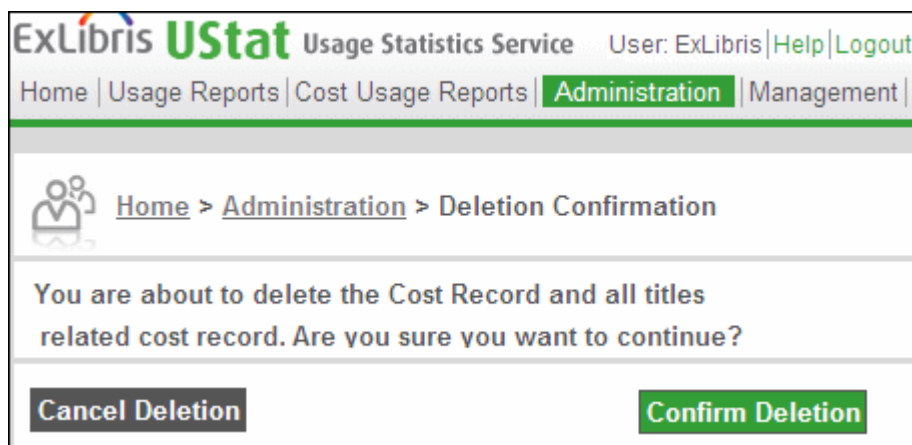 ExLibris UStat Usage Statistics Service User: ExLibris|Help|Logout
Home |Usage Reports|Cost Usage Reports| Administration |Management|
Home > Administration > Deletion Confirmation
You are about to delete the Cost Record and all titles
related cost record. Are you sure you want to continue?
Cancel Deletion Confirm Deletion